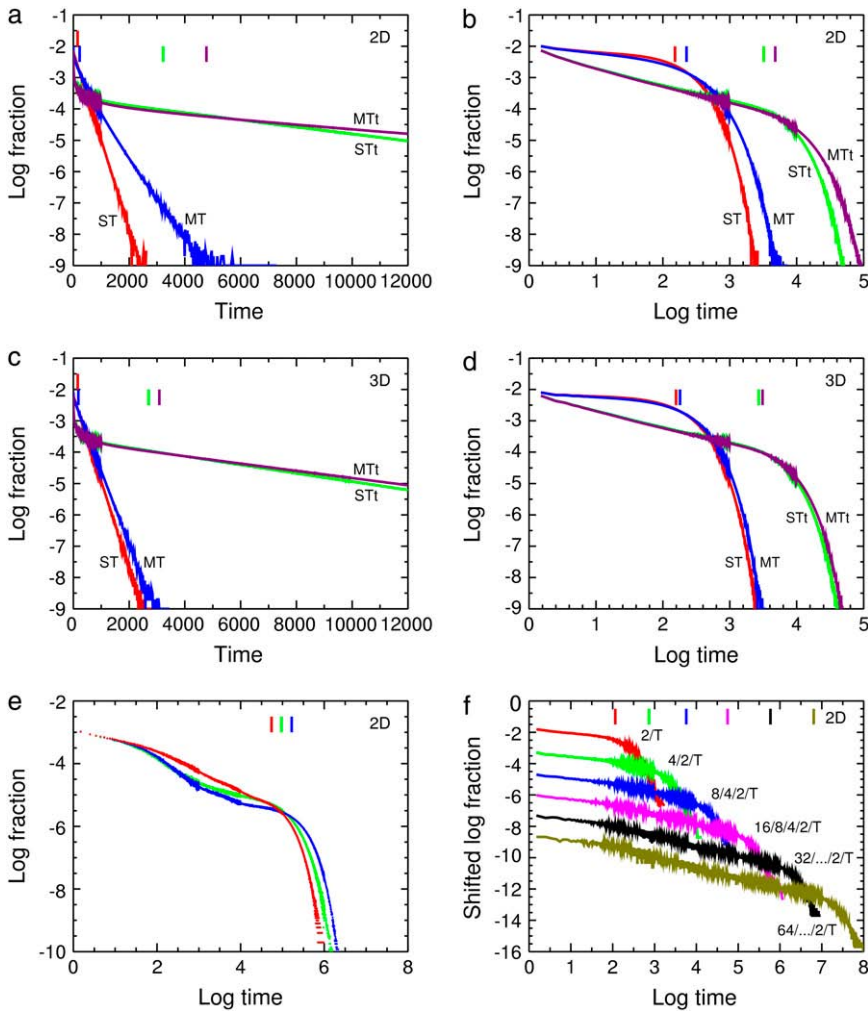 a
2D
-1
-2
-3
-4
-5
-6
-7
-8
-9
Log fraction
MTt
STt
ST
MT
0 2000 4000 6000 8000 10000 12000
Time
b
2D
-1
-2
-3
-4
-5
-6
-7
-8
-9
Log fraction
MTt
STt
ST
MT
0 1 2 3 4 5
Log time
c
3D
-1
-2
-3
-4
-5
-6
-7
-8
-9
Log fraction
MTt
STt
ST
MT
0 2000 4000 6000 8000 10000 12000
Time
d
3D
-1
-2
-3
-4
-5
-6
-7
-8
-9
Log fraction
STt
MTt
ST
MT
0 1 2 3 4 5
Log time
e
2D
-2
-4
-6
-8
-10
Log fraction
0 2 4 6 8
Log time
f
2D
0
-2
-4
-6
-8
-10
-12
-14
-16
Shifted log fraction
2/T
4/2/T
8/4/2/T
16/8/4/2/T
32/.../2/T
64/.../2/T
0 1 2 3 4 5 6 7 8
Log time